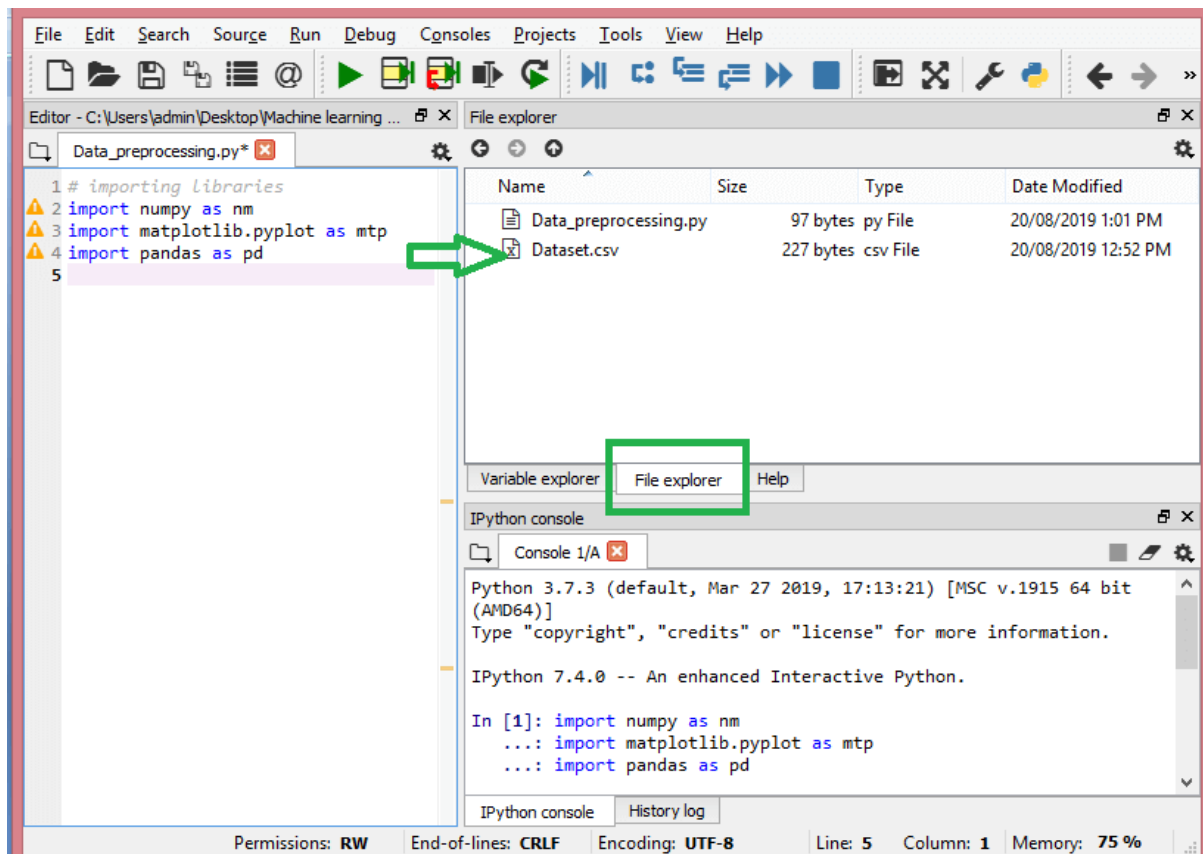 File Edit Search Source Run Debug Consoles Projects Tools View Help
Editor - C:\Users\admin\Desktop\Machine learning ...
Data_preprocessing.py*
1 # importing libraries
2 import numpy as nm
3 import matplotlib.pyplot as mtp
4 import pandas as pd
5
File explorer
Name Size Type Date Modified
Data_preprocessing.py 97 bytes py File 20/08/2019 1:01 PM
Dataset.csv 227 bytes csv File 20/08/2019 12:52 PM
Variable explorer File explorer Help
IPython console
Console 1/A
Python 3.7.3 (default, Mar 27 2019, 17:13:21) [MSC v.1915 64 bit
(AMD64)]
Type "copyright", "credits" or "license" for more information.
IPython 7.4.0 -- An enhanced Interactive Python.
In [1]: import numpy as nm
...: import matplotlib.pyplot as mtp
...: import pandas as pd
IPython console History log
Permissions: RW End-of-lines: CRLF Encoding: UTF-8 Line: 5 Column: 1 Memory: 75 %